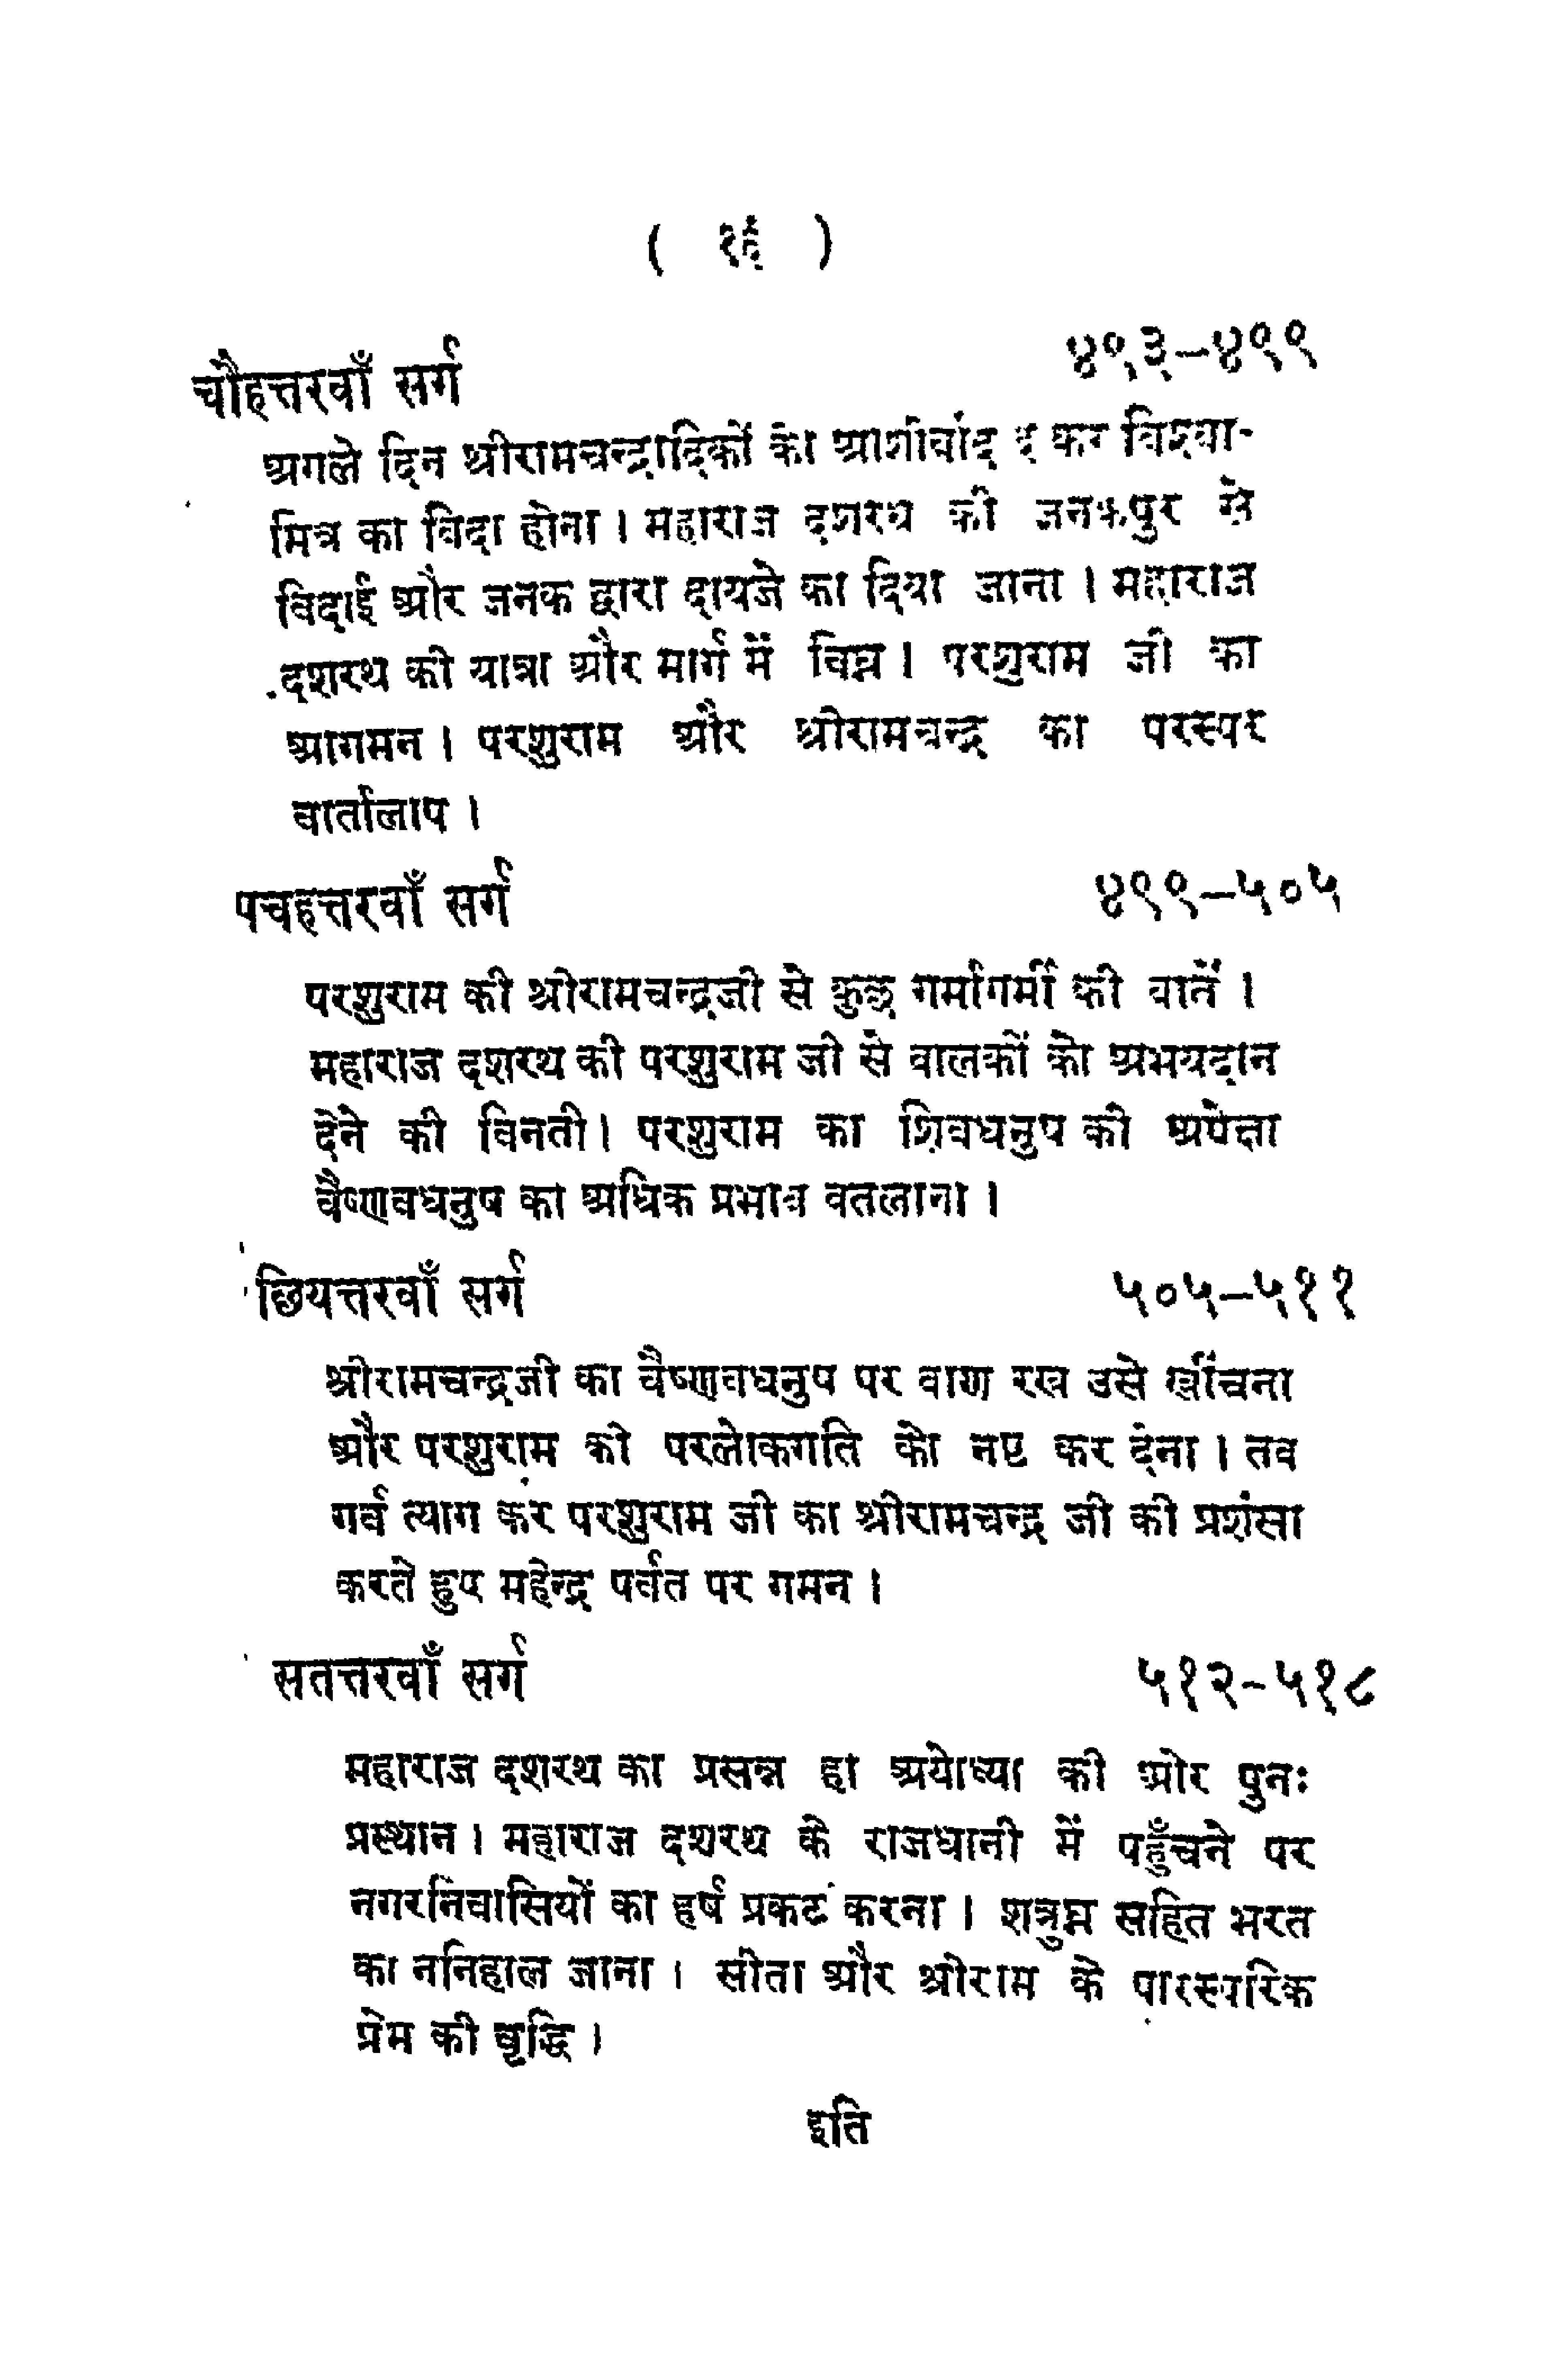 ( १६ )
चौहत्तरवाँ सर्ग ४९३-४९९
अगले दिन श्रीरामचन्द्रादिकों को आशीर्वाद दे कर विश्वा-
मित्र का विदा होना । महाराज दशरथ की जनकपुर से
विदाई और जनक द्वारा दायजे का दिया जाना । महाराज
दशरथ की यात्रा और मार्ग में विघ्न । परशुराम जी का
आगमन । परशुराम और श्रीरामचन्द्र का परस्पर
वार्तालाप ।
पचहत्तरवाँ सर्ग ४९९-५०५
परशुराम की श्रीरामचन्द्रजी से कुछ गर्मागर्मी की बातें ।
महाराज दशरथ की परशुराम जी से बालकों को अभयदान
देने की विनती । परशुराम का शिवधनुष की अपेक्षा
वैष्णवधनुष का अधिक प्रभाव बतलाना ।
छियत्तरवाँ सर्ग ५०५-५११
श्रीरामचन्द्रजी का वैष्णवधनुष पर बाण रख उसे खींचना
और परशुराम की परलोकगति को नष्ट कर देना । तब
गर्व त्याग कर परशुराम जी का श्रीरामचन्द्र जी की प्रशंसा
करते हुए महेन्द्र पर्वत पर गमन ।
सतत्तरवाँ सर्ग ५१२-५१८
महाराज दशरथ का प्रसन्न हो अयोध्या की ओर पुनः
प्रस्थान । महाराज दशरथ के राजधानी में पहुँचने पर
नगरनिवासियों का हर्ष प्रकट करना । शत्रुघ्न सहित भरत
का ननिहाल जाना । सीता और श्रीराम के पारस्परिक
प्रेम की वृद्धि ।
इति